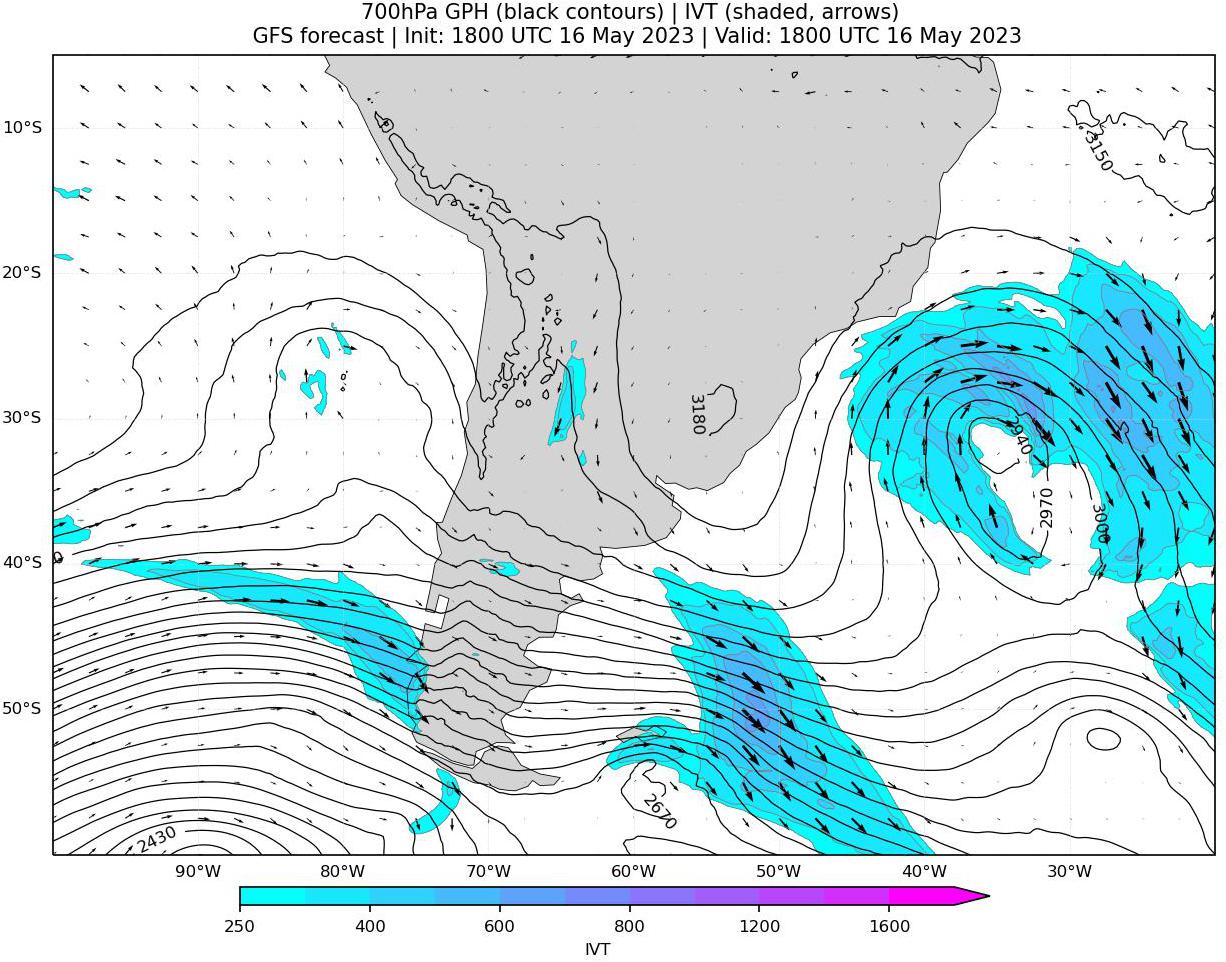 700hPa GPH (black contours) | IVT (shaded, arrows)
GFS forecast | Init: 1800 UTC 16 May 2023 | Valid: 1800 UTC 16 May 2023
10°S
3150
20°S
30°S
3180
2940
2970
3000
40°S
0
50°S
2670
2430
90°W 80°W 70°W 60°W 50°W 40°W 30°W
250 400 600 800 1200 1600
IVT